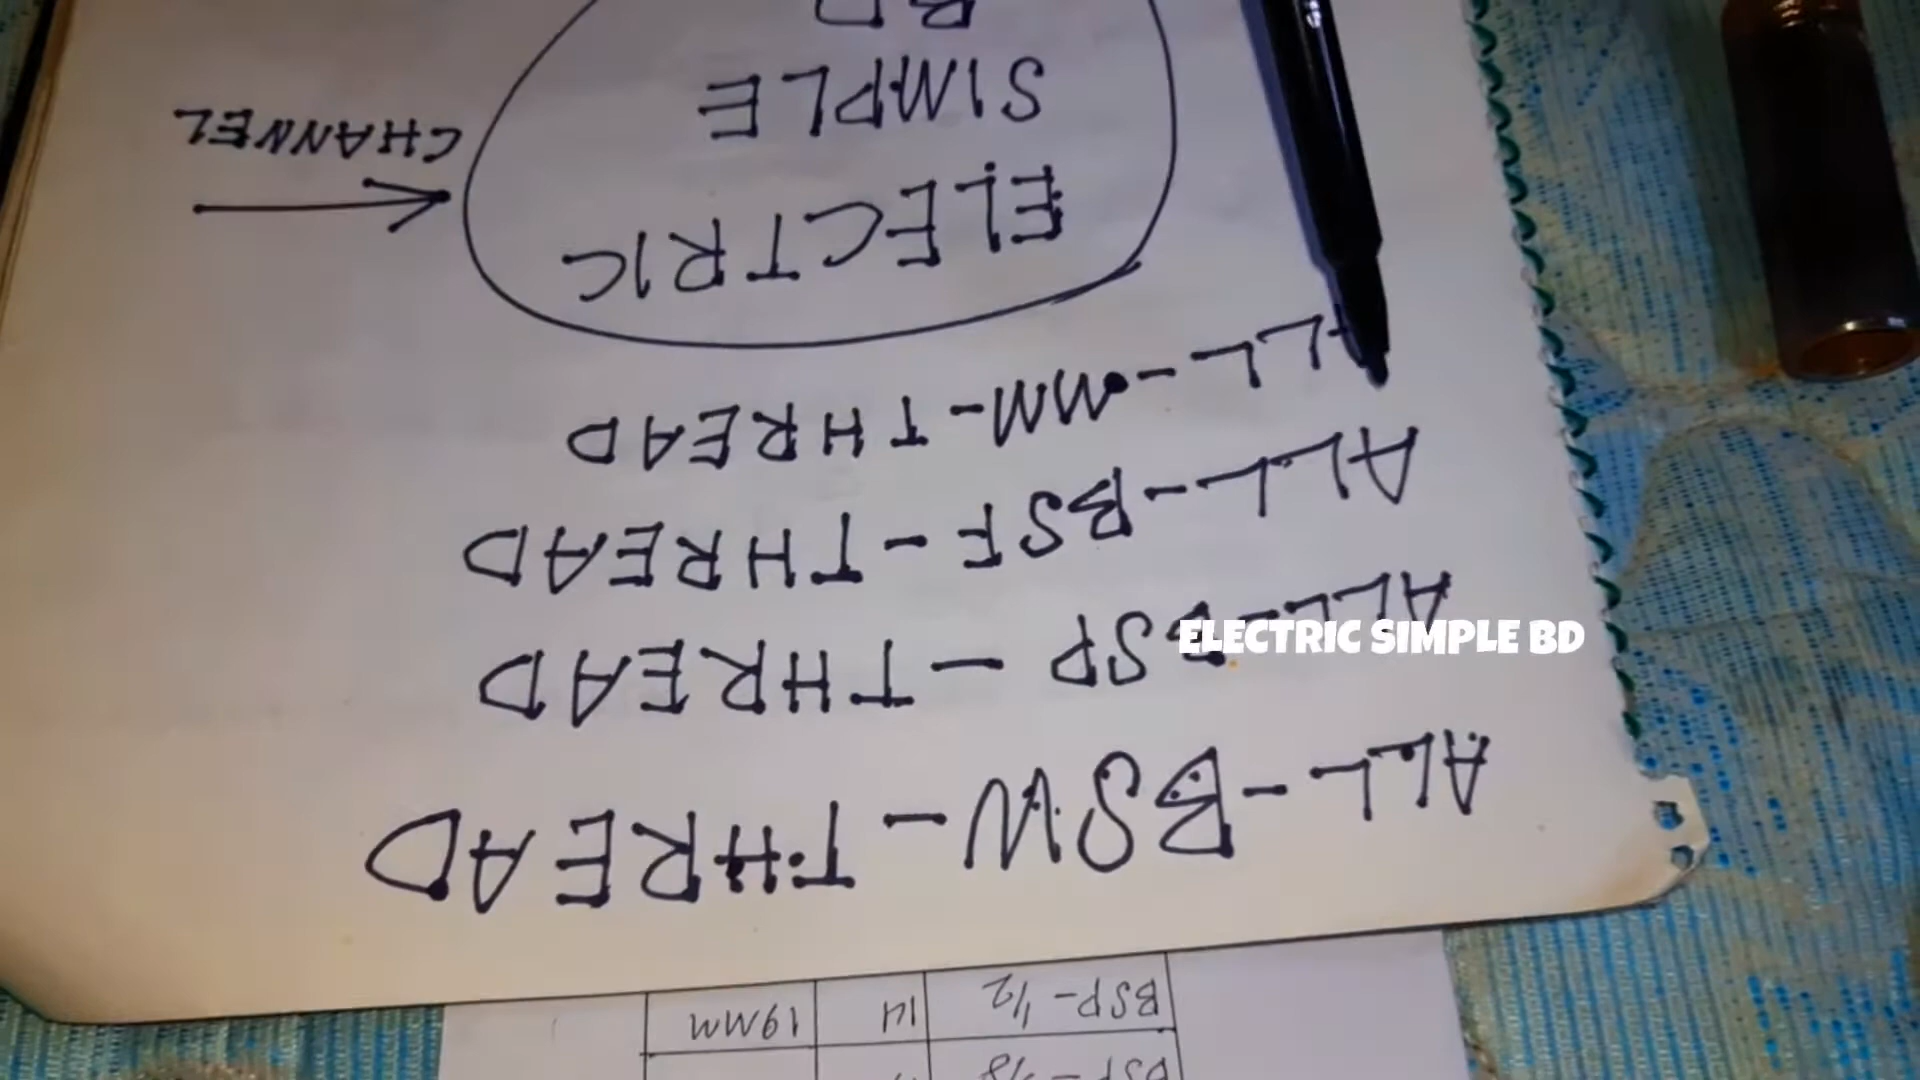 BSP - 1/2 14 19MM
ALL - BSW - THREAD
ALL - BSP - THREAD
ALL - BSF - THREAD
ALL - MM - THREAD
ELECTRIC
SIMPLE
BD
CHANNEL
ELECTRIC SIMPLE BD